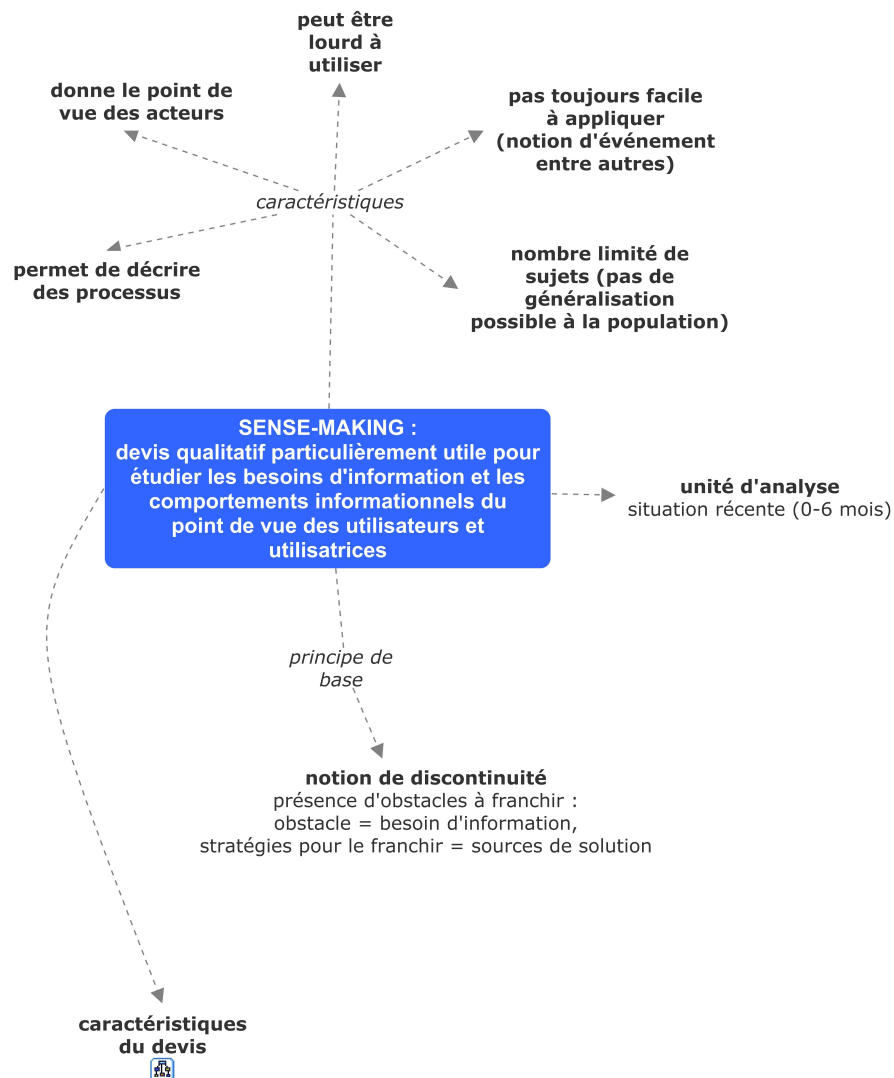 peut être
lourd à
utiliser
donne le point de
vue des acteurs
pas toujours facile
à appliquer
(notion d'événement
entre autres)
caractéristiques
permet de décrire
des processus
nombre limité de
sujets (pas de
généralisation
possible à la population)
SENSE-MAKING :
devis qualitatif particulièrement utile pour
étudier les besoins d'information et les
comportements informationnels du
point de vue des utilisateurs et
utilisatrices
unité d'analyse
situation récente (0-6 mois)
principe de
base
notion de discontinuité
présence d'obstacles à franchir :
obstacle = besoin d'information,
stratégies pour le franchir = sources de solution
caractéristiques
du devis